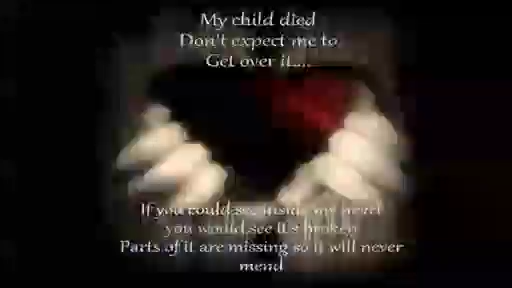 My child died
Don't expect me to
Get over it....
If you could see inside my heart
you would see it's broken
Parts of it are missing so it will never
mend